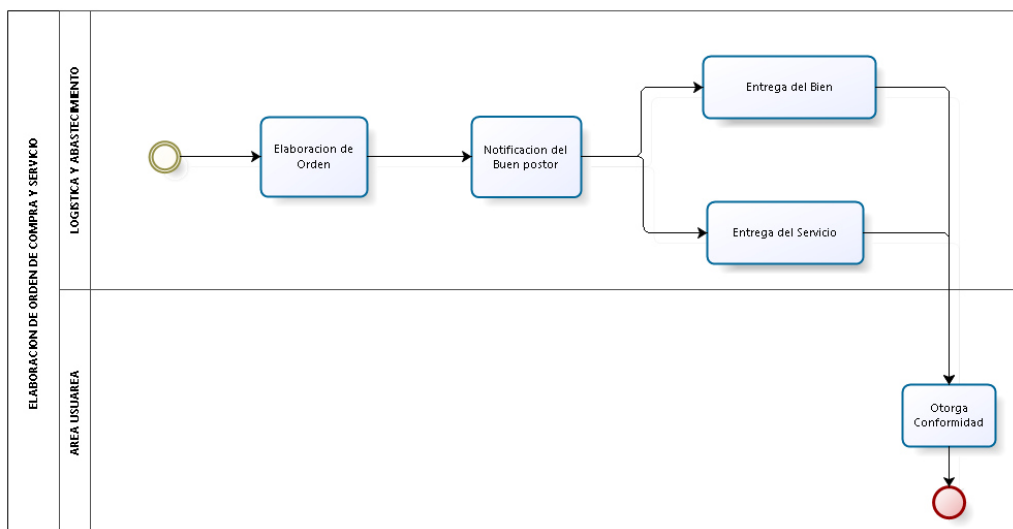 ELABORACION DE ORDEN DE COMPRA Y SERVICIO
LOGISTICA Y ABASTECIMIENTO
Elaboracion de
Orden
Notificacion del
Buen postor
Entrega del Bien
Entrega del Servicio
AREA USUAREA
Otorga
Conformidad